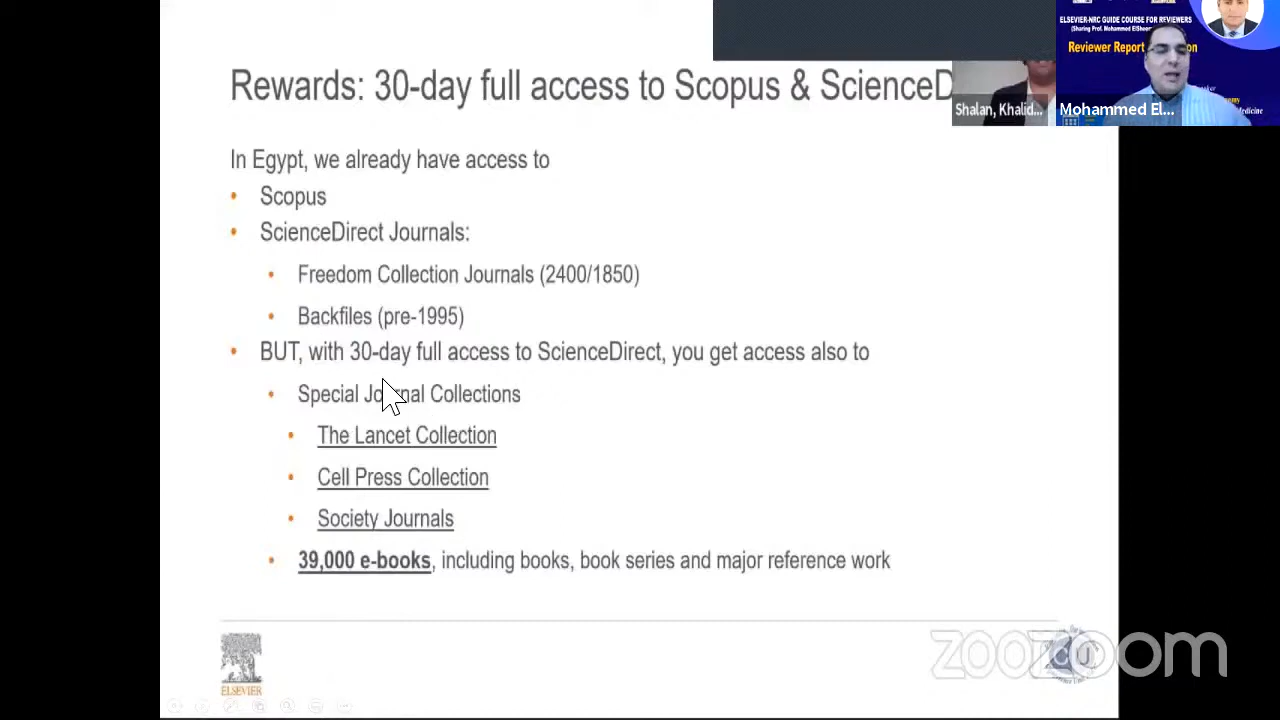 ELSEVIER-NRC GUIDE COURSE FOR REVIEWERS
Reviewer Report
Rewards: 30-day full access to Scopus & ScienceD
Shalan, Khalid...
Mohammed El...
Medicine
In Egypt, we already have access to
• Scopus
• ScienceDirect Journals:
• Freedom Collection Journals (2400/1850)
• Backfiles (pre-1995)
• BUT, with 30-day full access to ScienceDirect, you get access also to
• Special Journal Collections
• The Lancet Collection
• Cell Press Collection
• Society Journals
• 39,000 e-books, including books, book series and major reference work
ELSEVIER
zoom